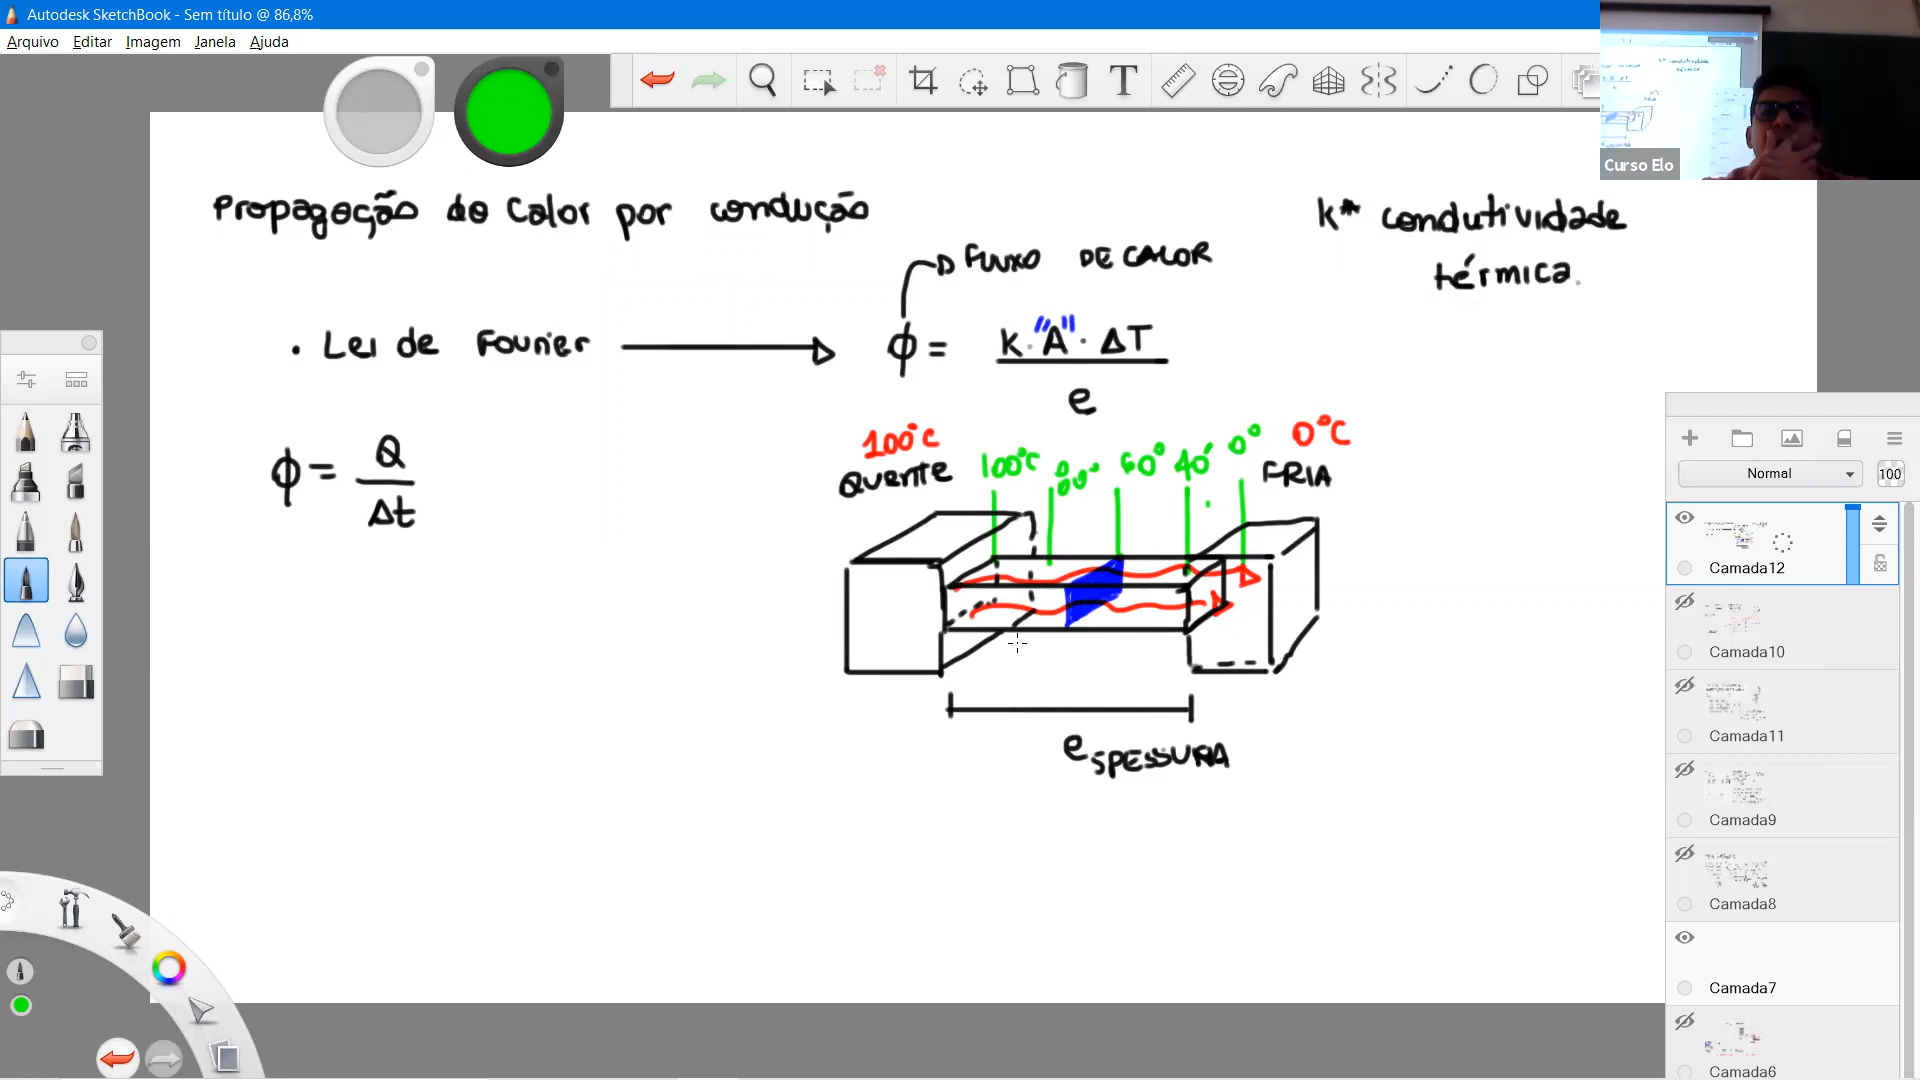 Autodesk SketchBook - Sem título @ 86,8%
Arquivo Editar Imagem Janela Ajuda
Curso Elo
Propagação do Calor por condução
k* condutividade
térmica.
FLUXO DE CALOR
• Lei de Fourier
ϕ = k · "A" · ΔT
e
ϕ = Q
Δt
100°C
QUENTE
100°C 80° 60° 40° 0°
0°C
FRIA
eSPESSURA
Normal
100
Camada12
Camada10
Camada11
Camada9
Camada8
Camada7
Camada6